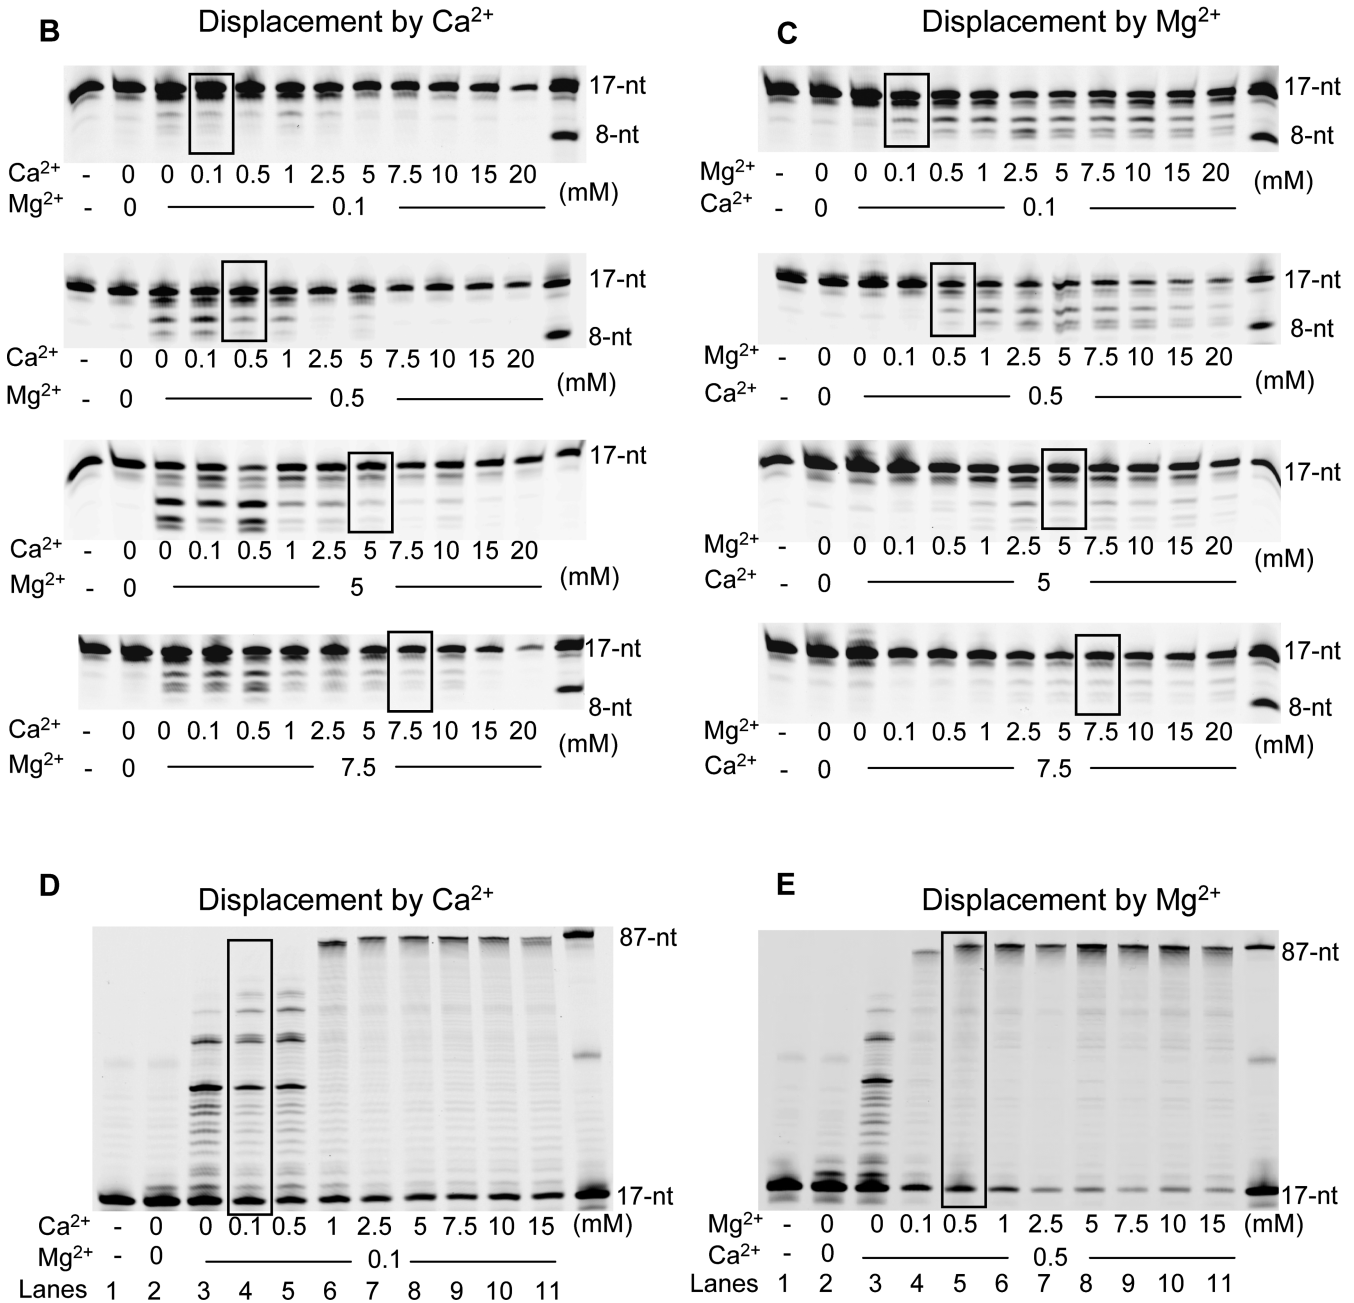 B Displacement by Ca²⁺
17-nt
8-nt
Ca²⁺ - 0 0 0.1 0.5 1 2.5 5 7.5 10 15 20 (mM)
Mg²⁺ - 0 0.1
17-nt
8-nt
Ca²⁺ - 0 0 0.1 0.5 1 2.5 5 7.5 10 15 20 (mM)
Mg²⁺ - 0 0.5
17-nt
Ca²⁺ - 0 0 0.1 0.5 1 2.5 5 7.5 10 15 20 (mM)
Mg²⁺ - 0 5
17-nt
8-nt
Ca²⁺ - 0 0 0.1 0.5 1 2.5 5 7.5 10 15 20 (mM)
Mg²⁺ - 0 7.5
C Displacement by Mg²⁺
17-nt
8-nt
Mg²⁺ - 0 0 0.1 0.5 1 2.5 5 7.5 10 15 20 (mM)
Ca²⁺ - 0 0.1
17-nt
8-nt
Mg²⁺ - 0 0 0.1 0.5 1 2.5 5 7.5 10 15 20 (mM)
Ca²⁺ - 0 0.5
17-nt
Mg²⁺ - 0 0 0.1 0.5 1 2.5 5 7.5 10 15 20 (mM)
Ca²⁺ - 0 5
17-nt
8-nt
Mg²⁺ - 0 0 0.1 0.5 1 2.5 5 7.5 10 15 20 (mM)
Ca²⁺ - 0 7.5
D Displacement by Ca²⁺
87-nt
17-nt
Ca²⁺ - 0 0 0.1 0.5 1 2.5 5 7.5 10 15 (mM)
Mg²⁺ - 0 0.1
Lanes 1 2 3 4 5 6 7 8 9 10 11
E Displacement by Mg²⁺
87-nt
17-nt
Mg²⁺ - 0 0 0.1 0.5 1 2.5 5 7.5 10 15 (mM)
Ca²⁺ - 0 0.5
Lanes 1 2 3 4 5 6 7 8 9 10 11